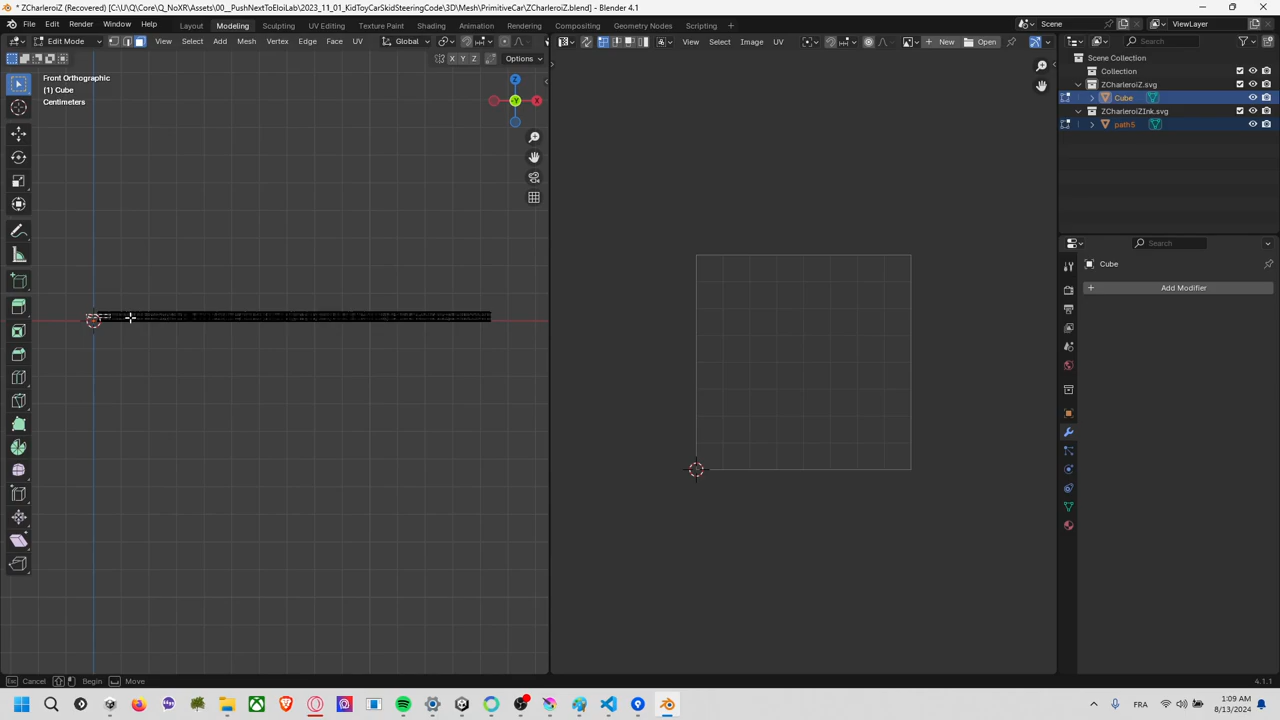 * ZCharleroiZ (Recovered) [C:\U\Q\Core\Q_NoXR\Assets\00__PushNextToEloiLab\2023_11_01_KidToyCarSkidSteeringCode\3D\Mesh\PrimitiveCar\ZCharleroiZ.blend] - Blender 4.1
File Edit Render Window Help Layout Modeling Sculpting UV Editing Texture Paint Shading Animation Rendering Compositing Geometry Nodes Scripting + Scene ViewLayer
Edit Mode View Select Add Mesh Vertex Edge Face UV Global View Select Image UV New Open Search
X Y Z Options
Front Orthographic
(1) Cube
Centimeters
Z
Y X
Scene Collection
Collection
ZCharleroiZ.svg
Cube
ZCharleroiZInk.svg
path5
Search
Cube
+ Add Modifier
Cancel Begin Move 4.1.1
FR 1:09 AM
8/13/2024